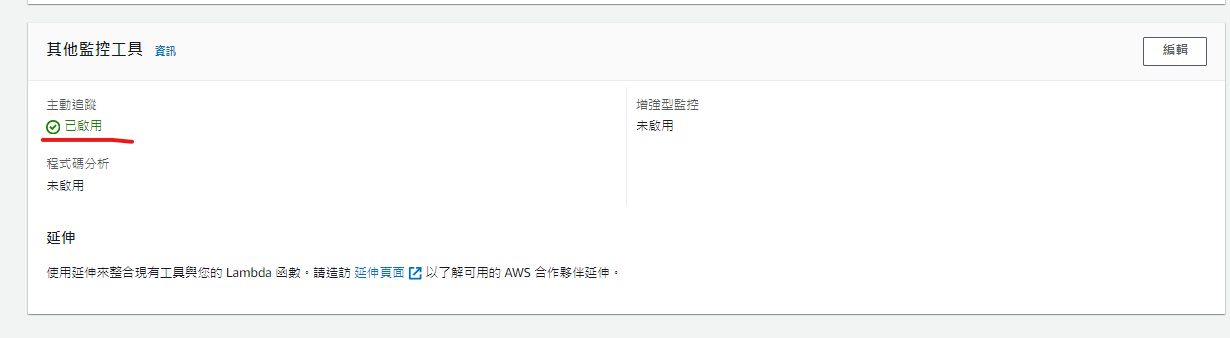 其他監控工具 資訊
編輯
主動追蹤
已啟用
增強型監控
未啟用
程式碼分析
未啟用
延伸
使用延伸來整合現有工具與您的 Lambda 函數。請造訪 延伸頁面 以了解可用的 AWS 合作夥伴延伸。